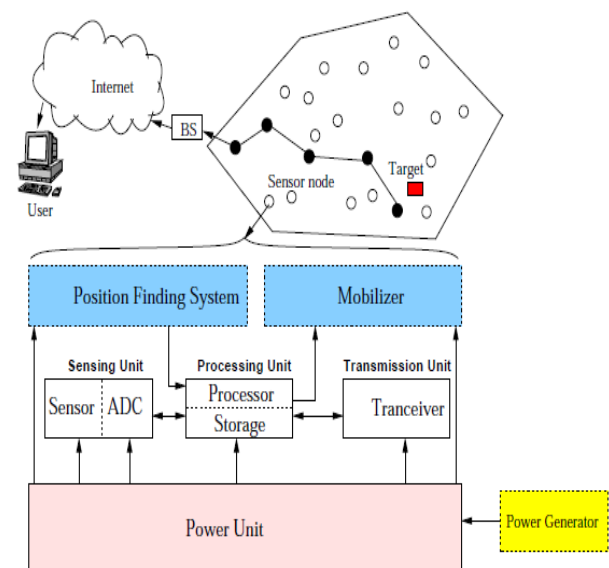 Internet
BS
Target
Sensor node
User
Position Finding System
Mobilizer
Sensing Unit
Processing Unit
Transmission Unit
Sensor
ADC
Processor
Storage
Tranceiver
Power Unit
Power Generator